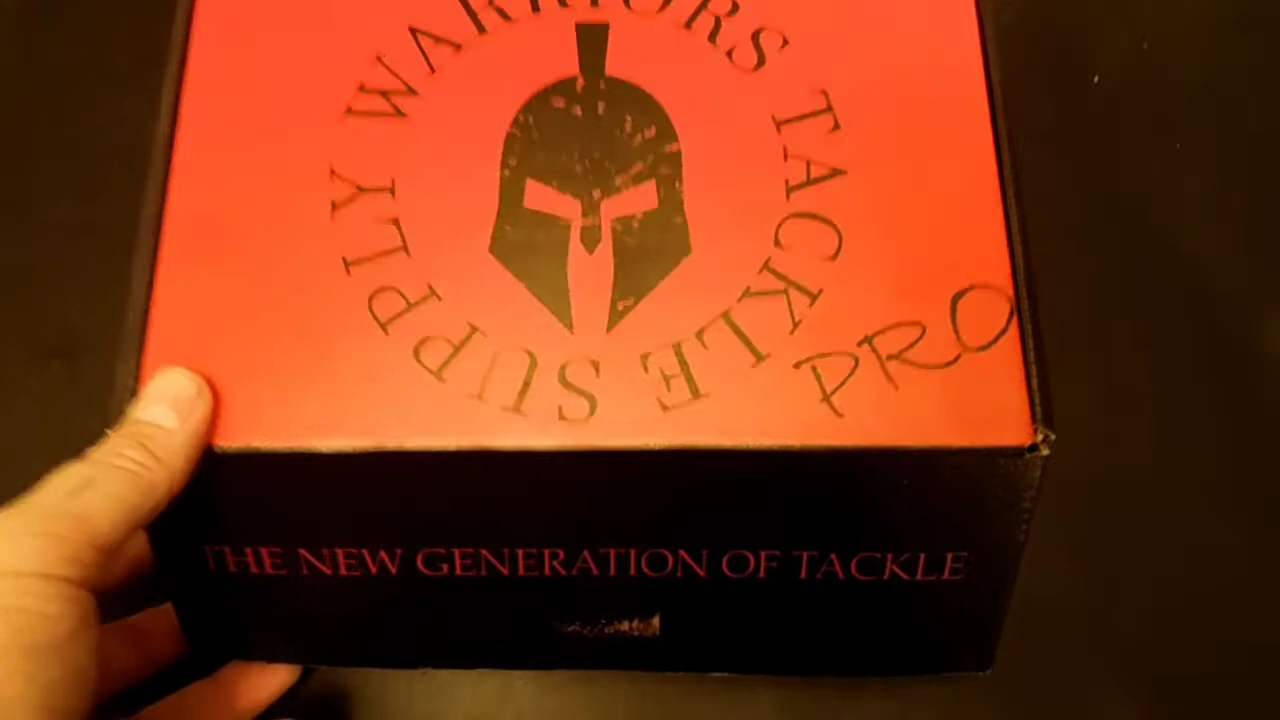 WARRIORS TACKLE SUPPLY
PRO
THE NEW GENERATION OF TACKLE